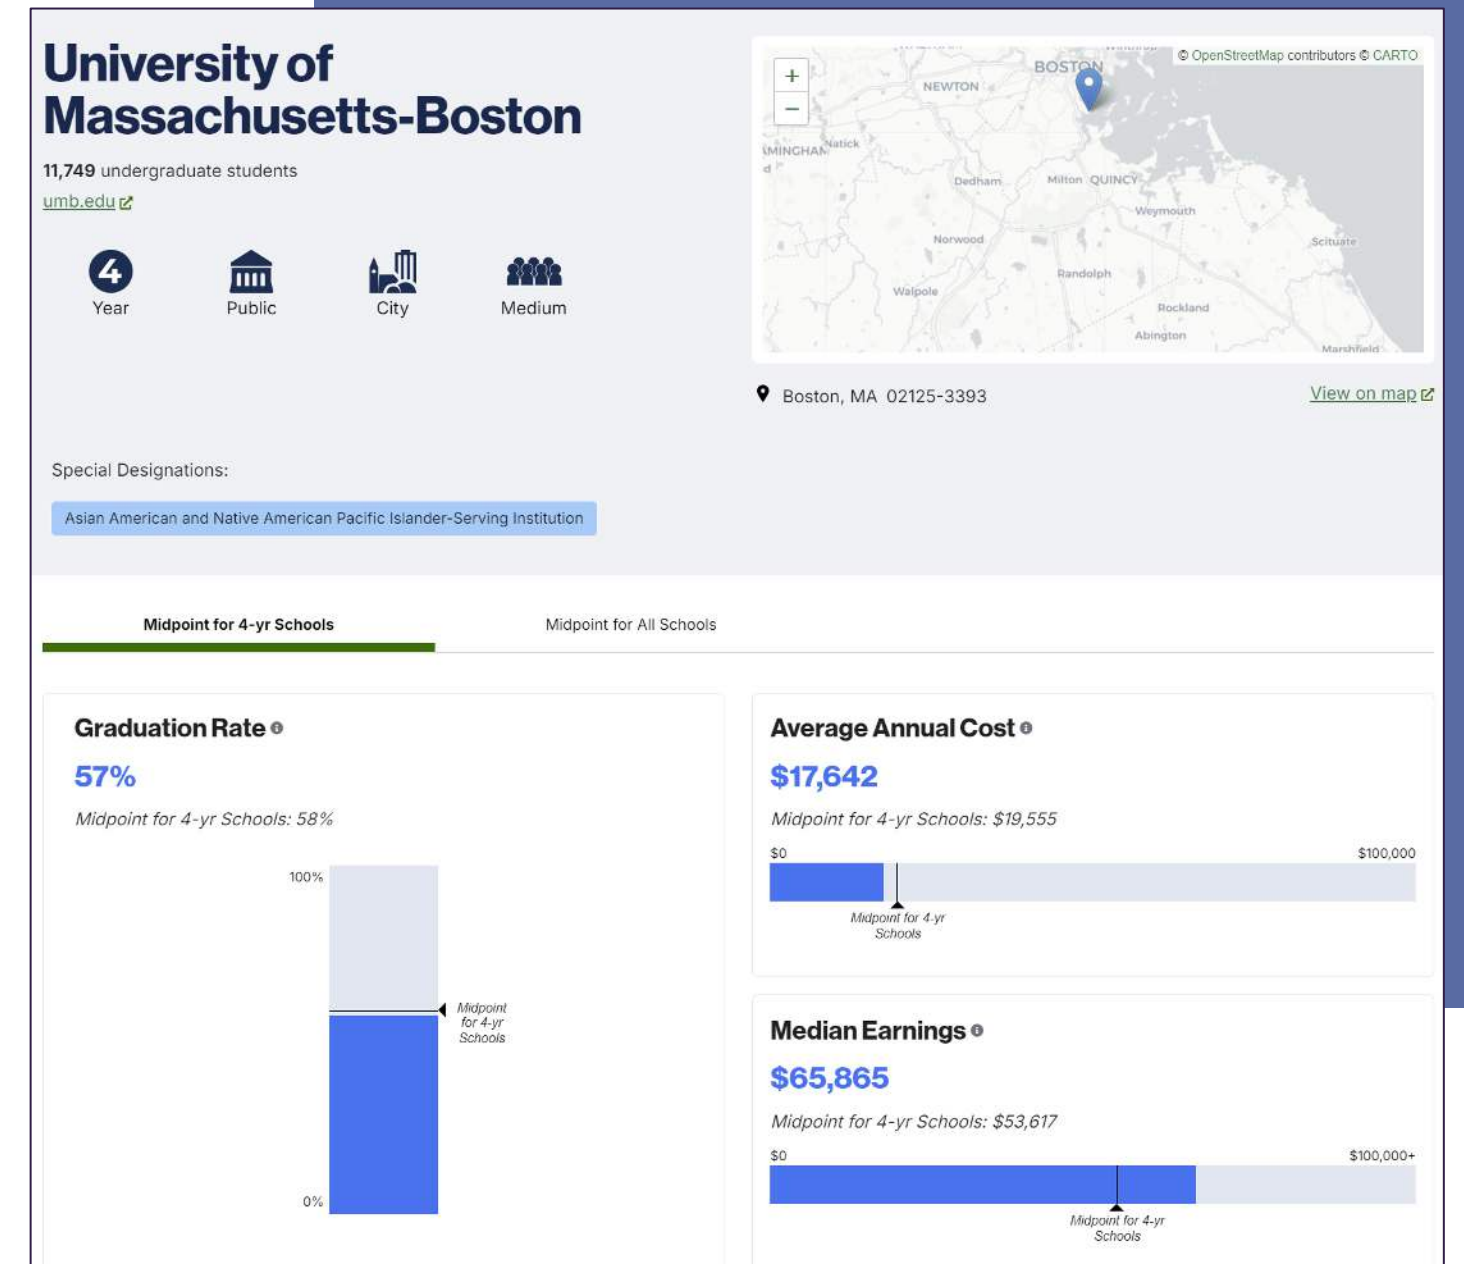 University of
Massachusetts-Boston
11,749 undergraduate students
umb.edu
4
Year
Public
City
Medium
© OpenStreetMap contributors © CARTO
+
−
BOSTON
NEWTON
Natick
Dedham
Milton QUINCY
Weymouth
Norwood
Scituate
Randolph
Walpole
Rockland
Abington
Marshfield
Boston, MA 02125-3393
View on map
Special Designations:
Asian American and Native American Pacific Islander-Serving Institution
Midpoint for 4-yr Schools
Midpoint for All Schools
Graduation Rate
57%
Midpoint for 4-yr Schools: 58%
100%
Midpoint
for 4-yr
Schools
0%
Average Annual Cost
$17,642
Midpoint for 4-yr Schools: $19,555
$0 $100,000
Midpoint for 4-yr
Schools
Median Earnings
$65,865
Midpoint for 4-yr Schools: $53,617
$0 $100,000+
Midpoint for 4-yr
Schools